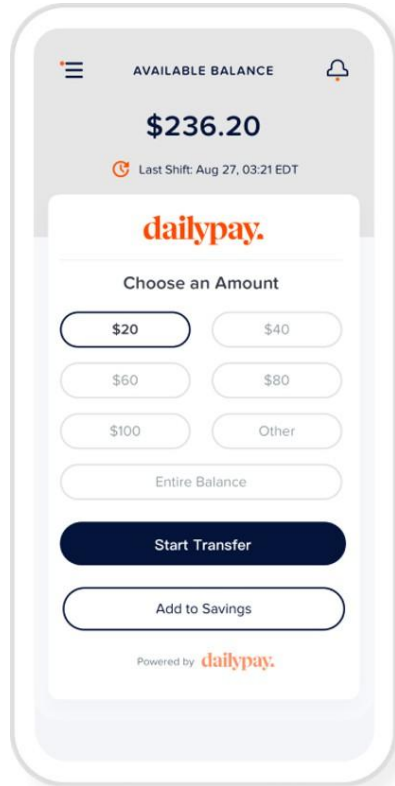 AVAILABLE BALANCE
$236.20
Last Shift: Aug 27, 03:21 EDT
dailypay.
Choose an Amount
$20 $40
$60 $80
$100 Other
Entire Balance
Start Transfer
Add to Savings
Powered by dailypay.